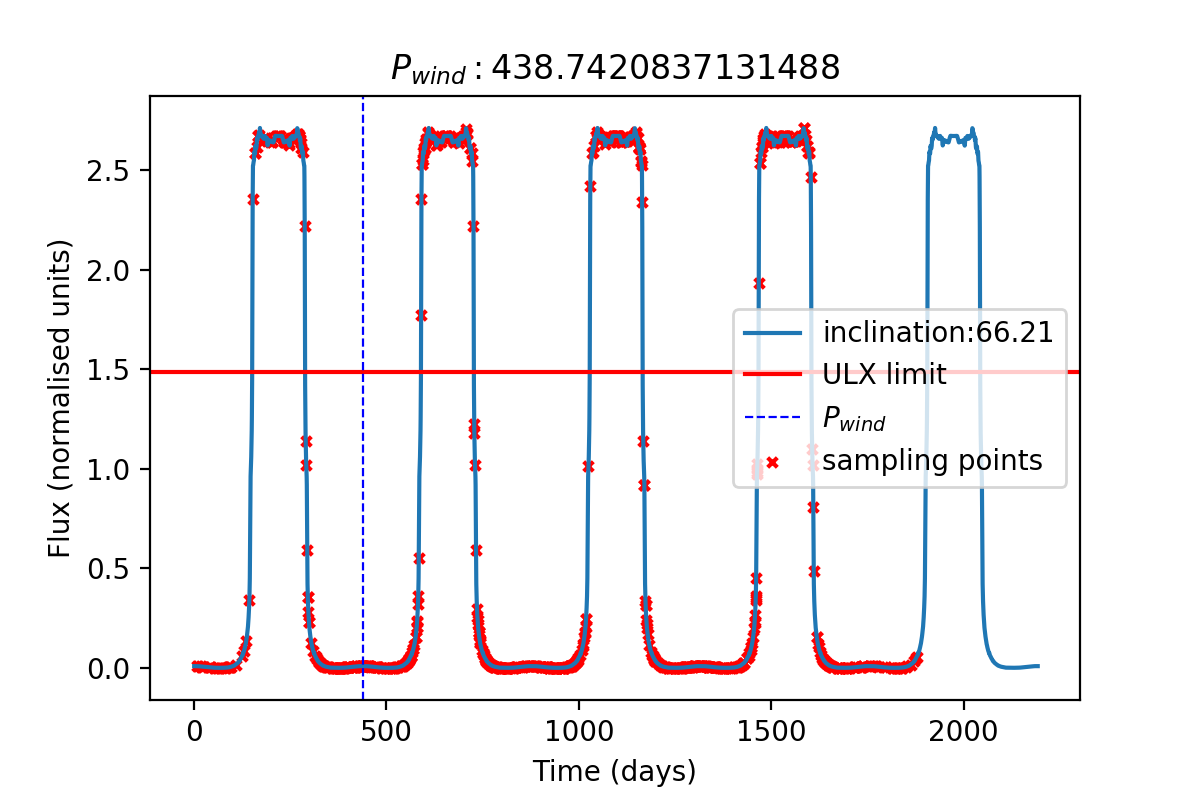 P_wind : 438.7420837131488
Flux (normalised units)
2.5
2.0
1.5
1.0
0.5
0.0
inclination:66.21
ULX limit
P_wind
sampling points
0 500 1000 1500 2000
Time (days)